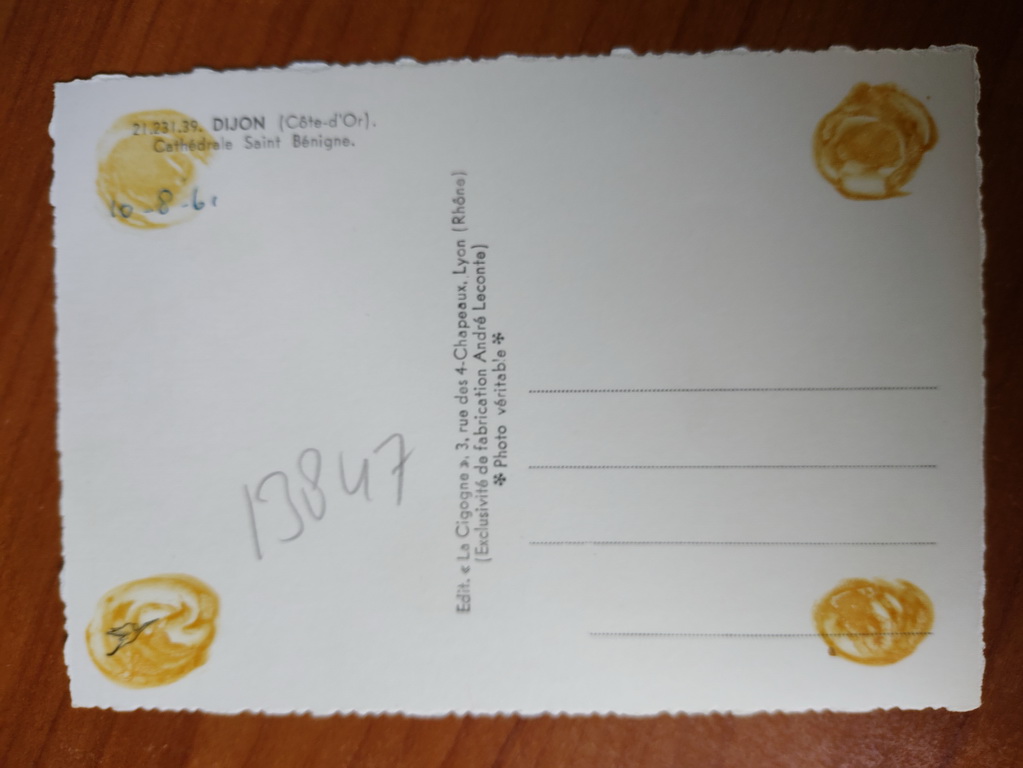 21.231.39. DIJON (Côte-d'Or).
Cathédrale Saint Bénigne.
10-8-61
Edit. « La Cigogne », 3, rue des 4-Chapeaux, Lyon (Rhône)
(Exclusivité de fabrication André Leconte)
✻ Photo véritable ✻
13847